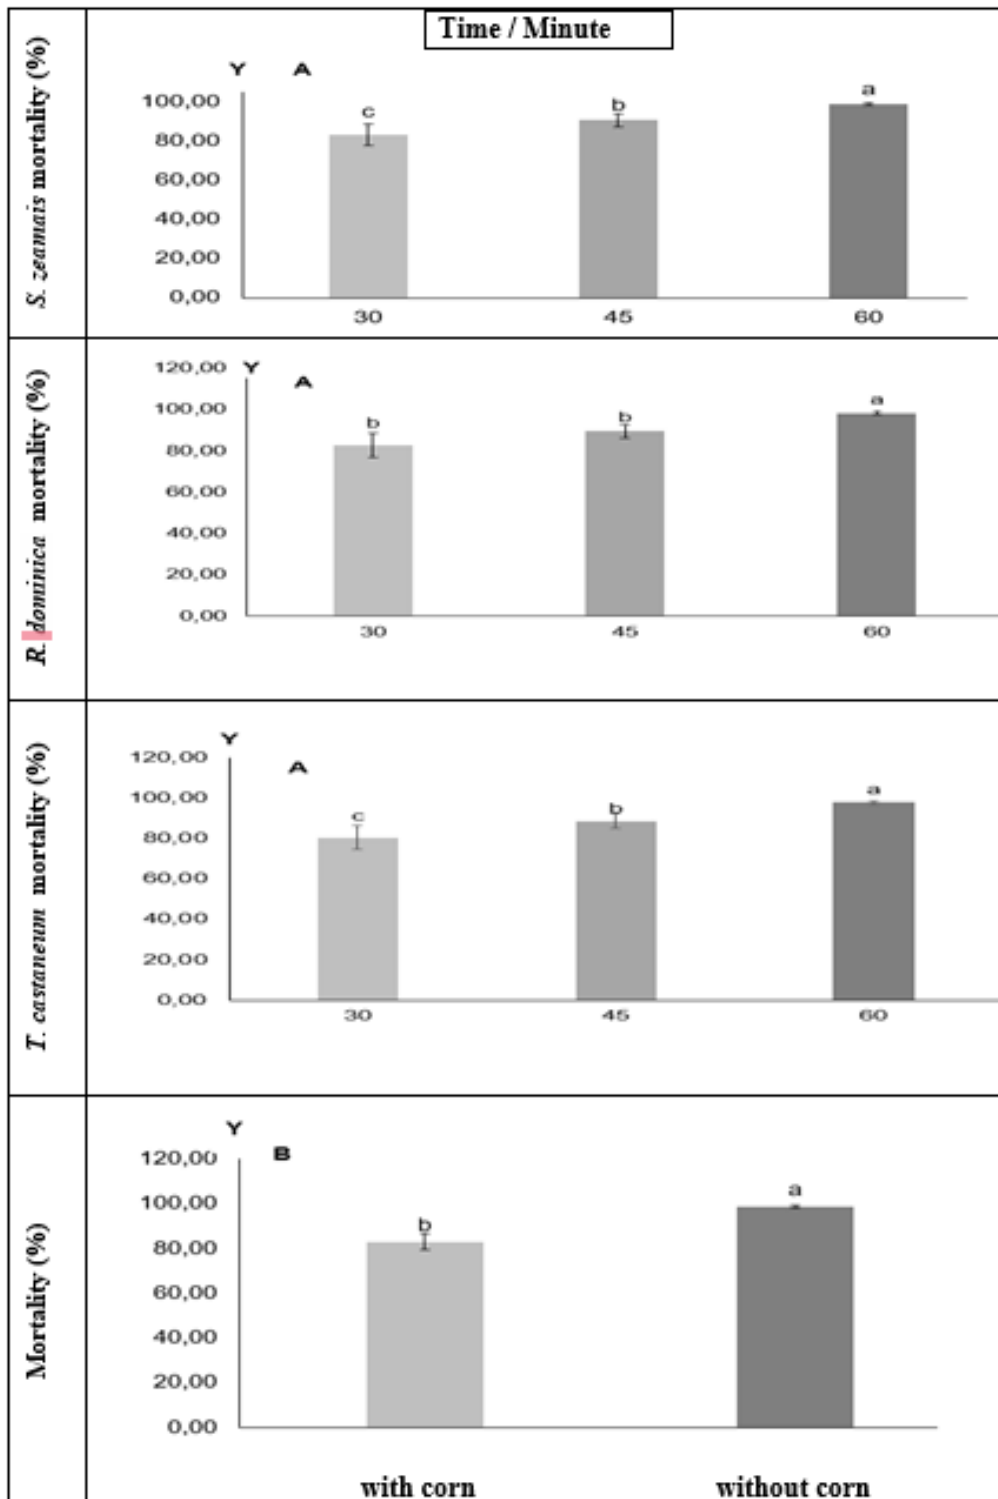 Time / Minute
S. zeamais mortality (%)
Y A
100,00
80,00
60,00
40,00
20,00
0,00
c
b
a
30 45 60
R. dominica mortality (%)
Y A
120,00
100,00
80,00
60,00
40,00
20,00
0,00
b
b
a
30 45 60
T. castaneum mortality (%)
Y A
120,00
100,00
80,00
60,00
40,00
20,00
0,00
c
b
a
30 45 60
Mortality (%)
Y B
120,00
100,00
80,00
60,00
40,00
20,00
0,00
b
a
with corn without corn